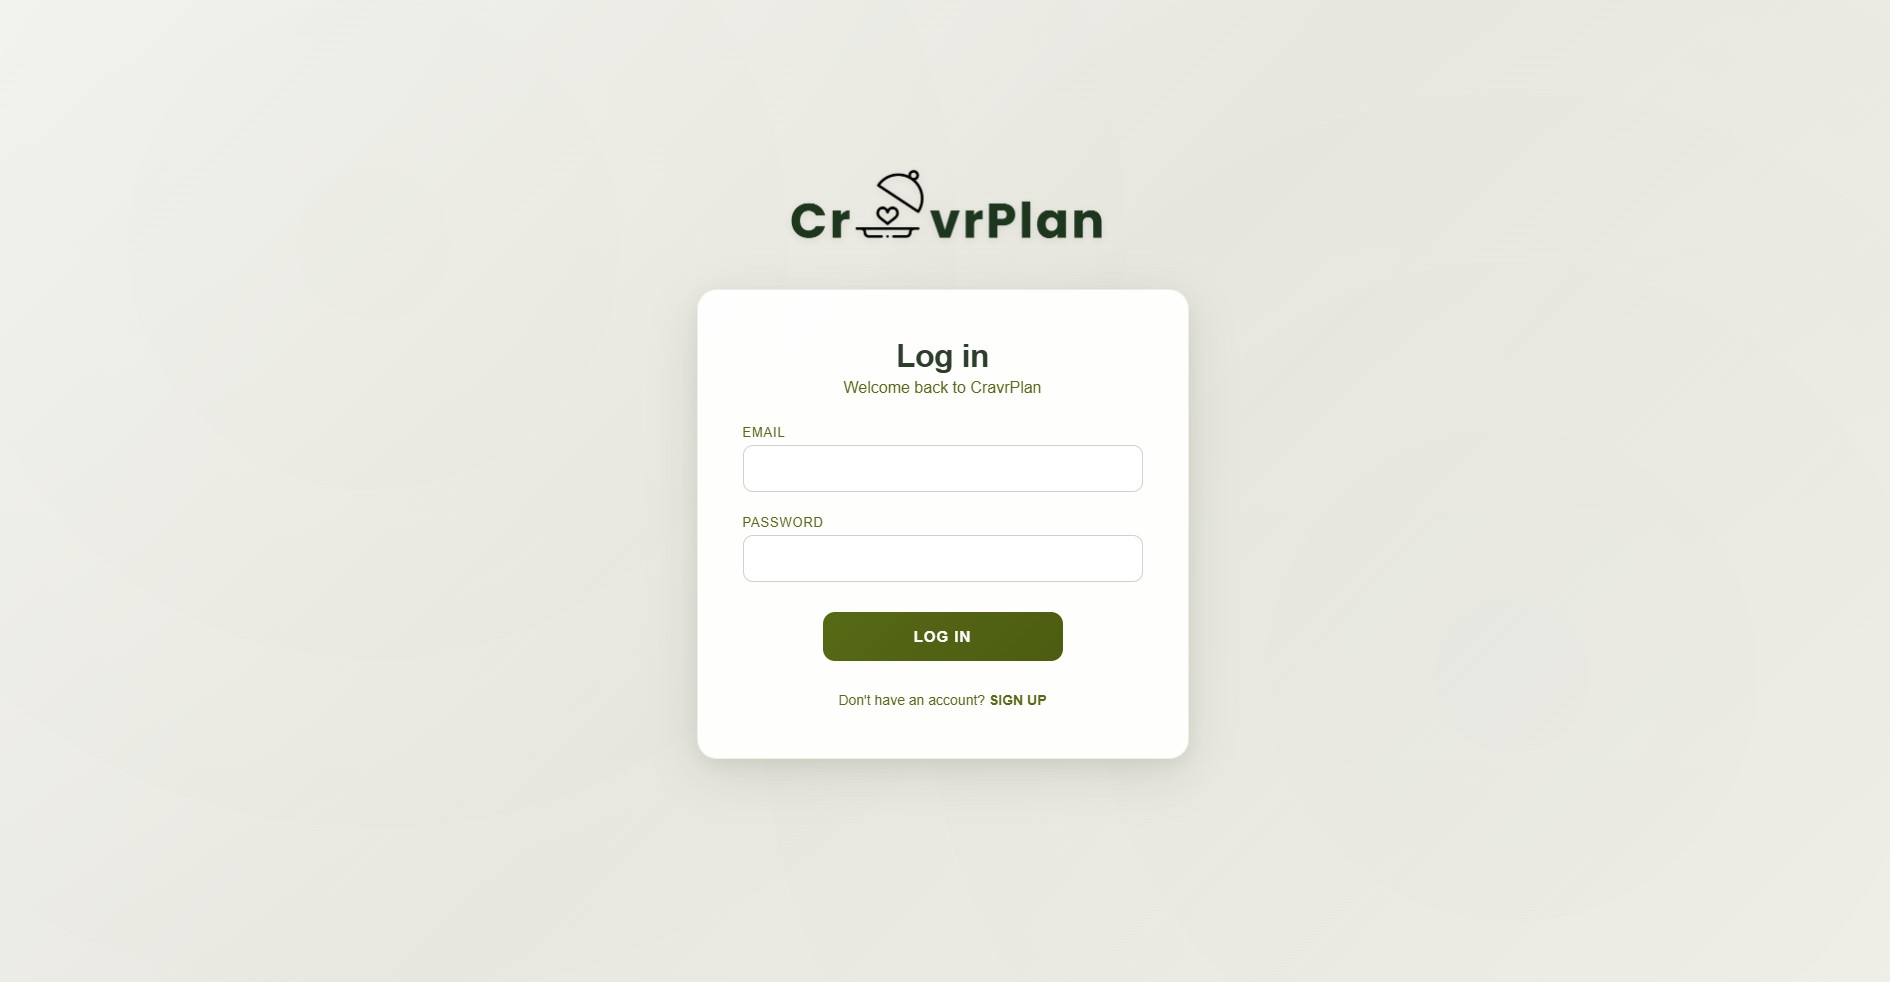 CravrPlan
Log in
Welcome back to CravrPlan
EMAIL
PASSWORD
LOG IN
Don't have an account? SIGN UP